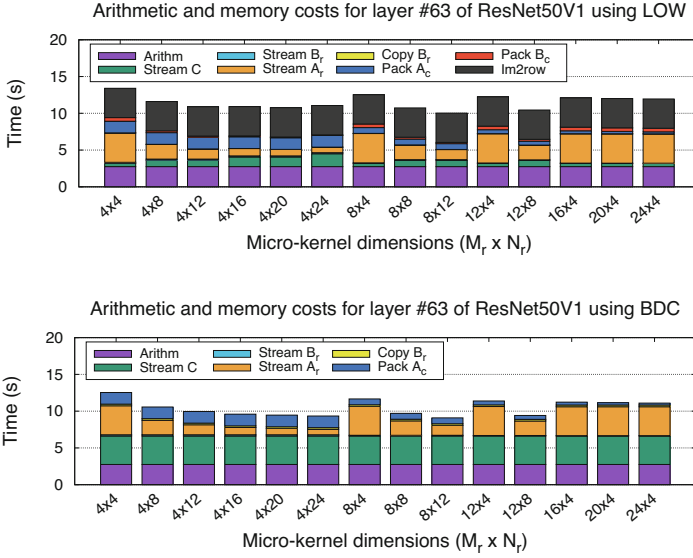 Arithmetic and memory costs for layer #63 of ResNet50V1 using LOW
20
15
10
5
0
Time (s)
Arithm
Stream C
Stream Bᵣ
Stream Aᵣ
Copy Bᵣ
Pack A꜀
Pack B꜀
Im2row
4x4 4x8 4x12 4x16 4x20 4x24 8x4 8x8 8x12 12x4 12x8 16x4 20x4 24x4
Micro-kernel dimensions (Mᵣ x Nᵣ)
Arithmetic and memory costs for layer #63 of ResNet50V1 using BDC
20
15
10
5
0
Time (s)
Arithm
Stream C
Stream Bᵣ
Stream Aᵣ
Copy Bᵣ
Pack A꜀
4x4 4x8 4x12 4x16 4x20 4x24 8x4 8x8 8x12 12x4 12x8 16x4 20x4 24x4
Micro-kernel dimensions (Mᵣ x Nᵣ)